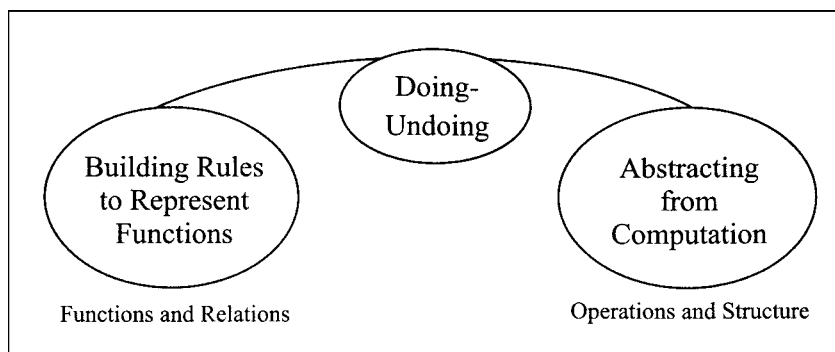 Doing-
Undoing
Building Rules
to Represent
Functions
Abstracting
from
Computation
Functions and Relations
Operations and Structure